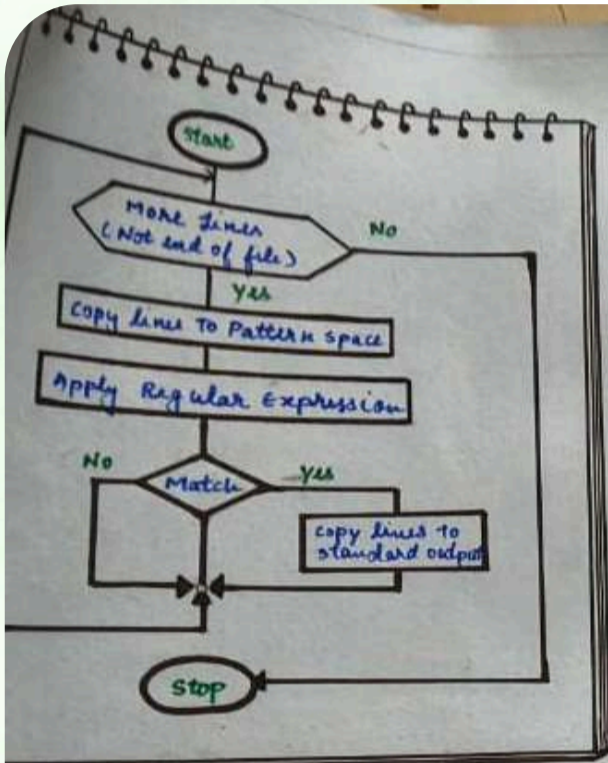 Start
More Lines
(Not end of file)
No
Yes
Copy lines To Pattern space
Apply Regular Expression
No
Match
Yes
copy lines to
standard output
Stop